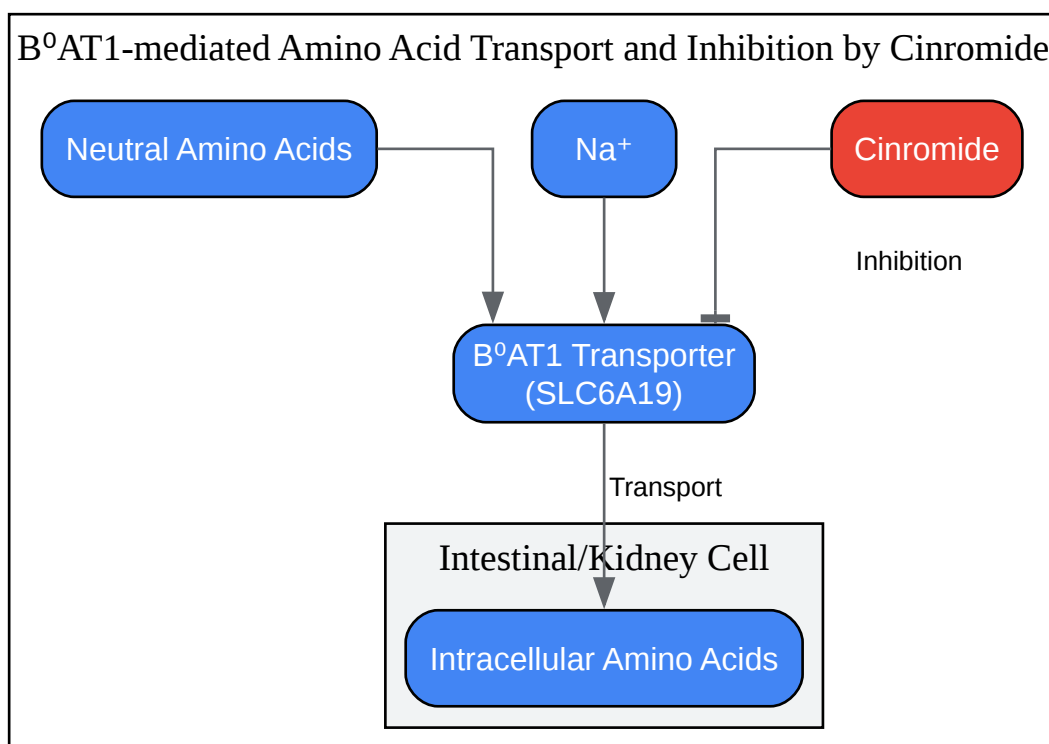 B⁰AT1-mediated Amino Acid Transport and Inhibition by Cinromide
Neutral Amino Acids
Na⁺
Cinromide
Inhibition
B⁰AT1 Transporter
(SLC6A19)
Transport
Intestinal/Kidney Cell
Intracellular Amino Acids